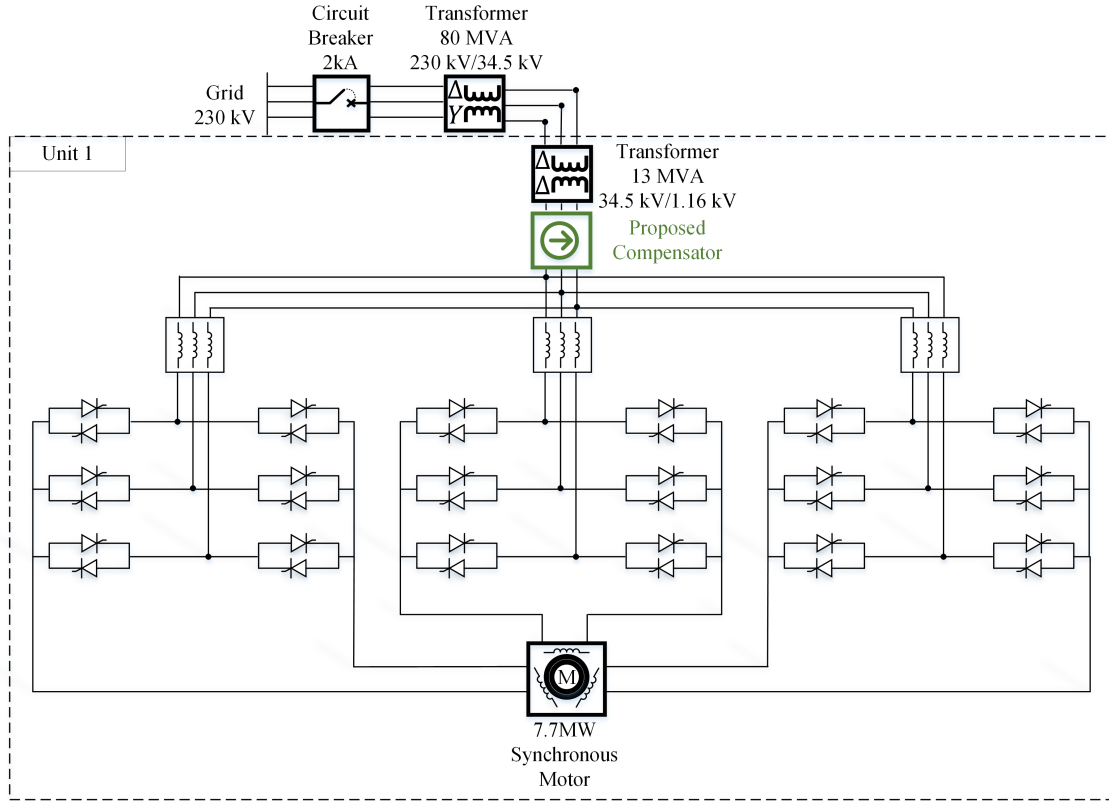 Circuit
Breaker
2kA
Transformer
80 MVA
230 kV/34.5 kV
Grid
230 kV
Δ
Y
Unit 1
Δ
Δ
Transformer
13 MVA
34.5 kV/1.16 kV
Proposed
Compensator
M
7.7MW
Synchronous
Motor